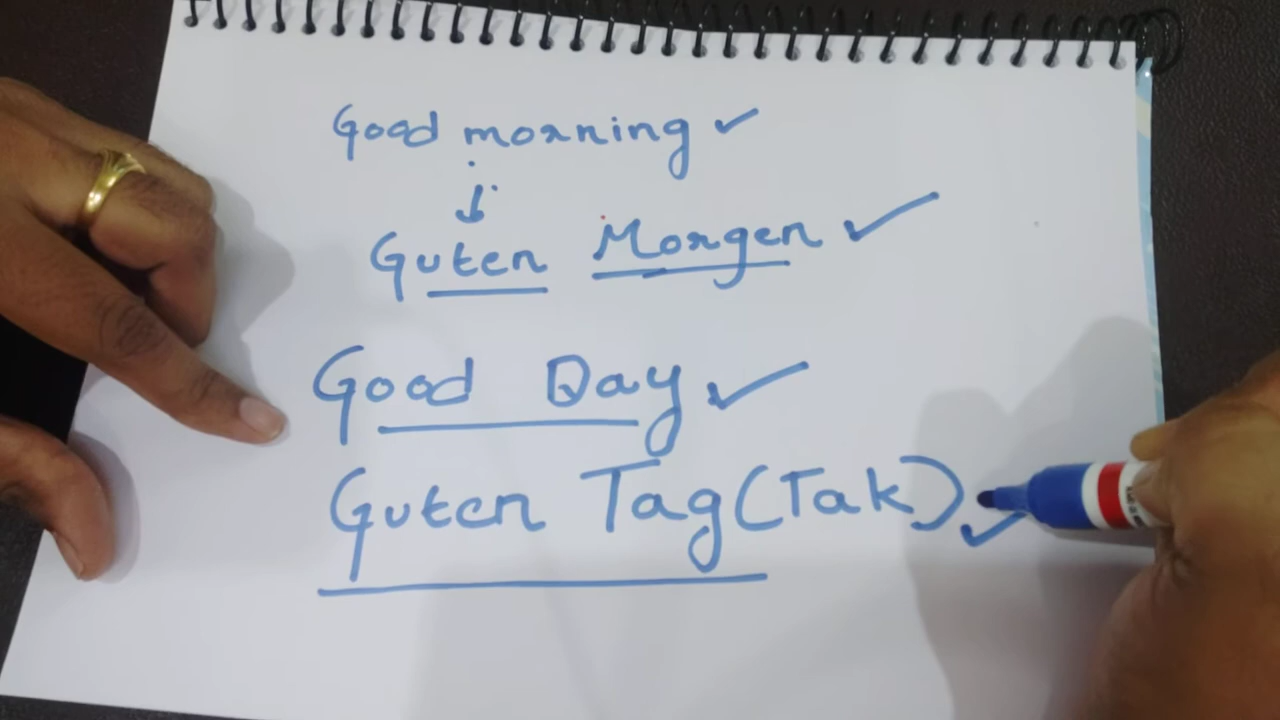 Good morning ✓
↓
Guten Morgen ✓
Good Day ✓
Guten Tag (Tak) ✓